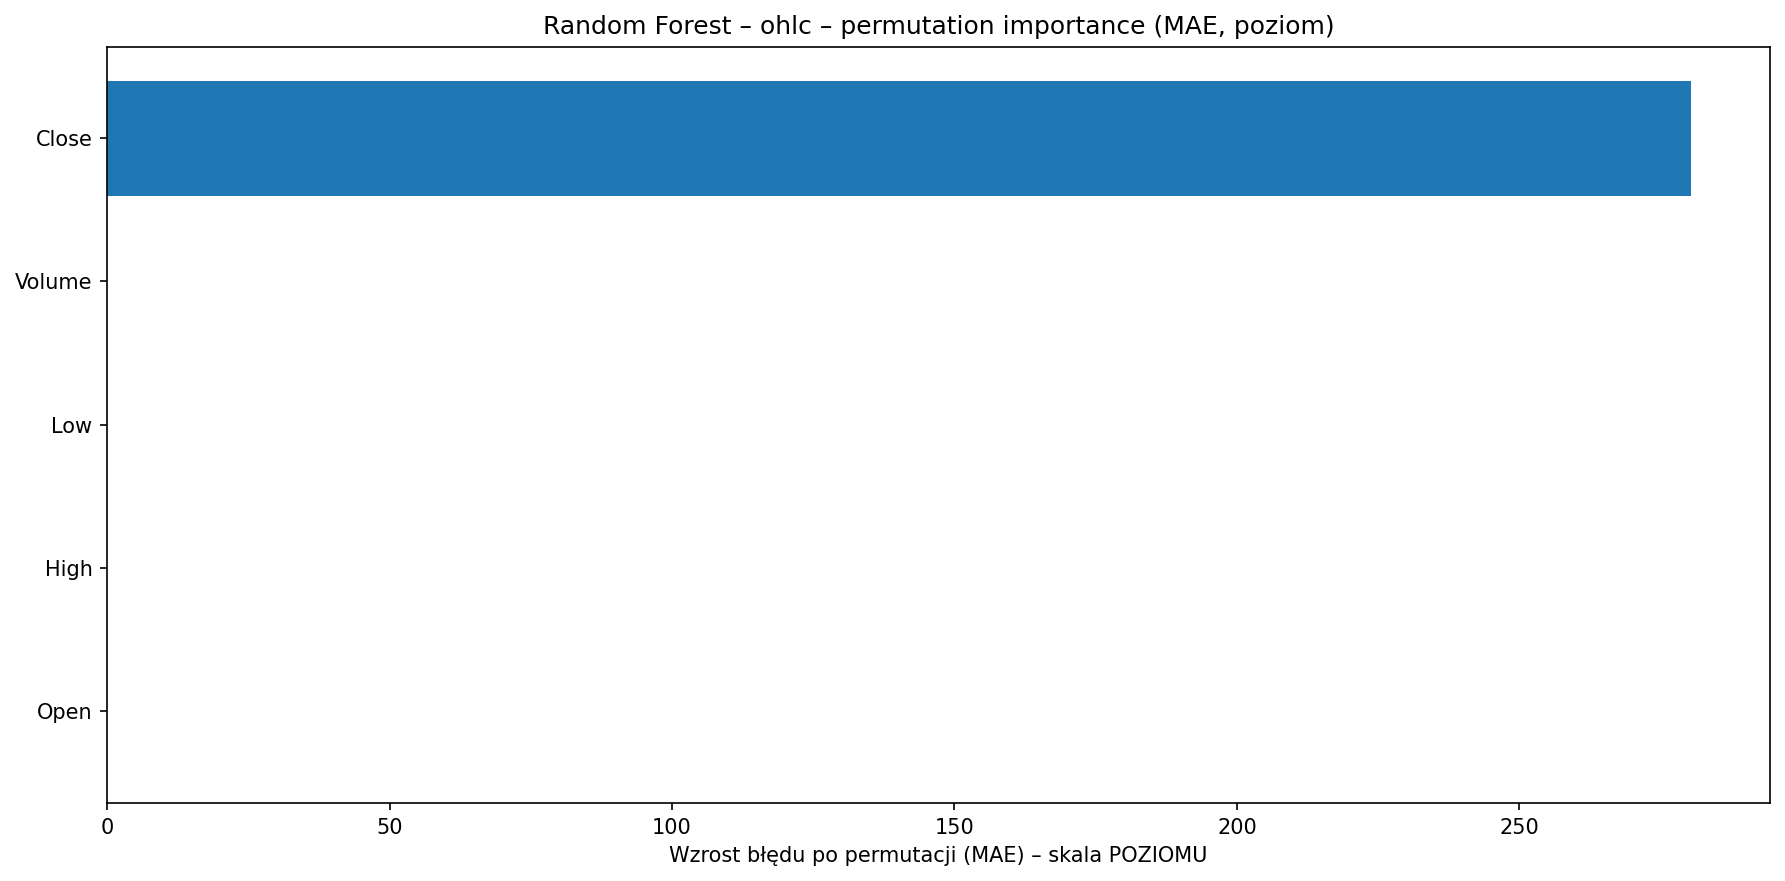 Random Forest – ohlc – permutation importance (MAE, poziom)
Close
Volume
Low
High
Open
0 50 100 150 200 250
Wzrost błędu po permutacji (MAE) – skala POZIOMU